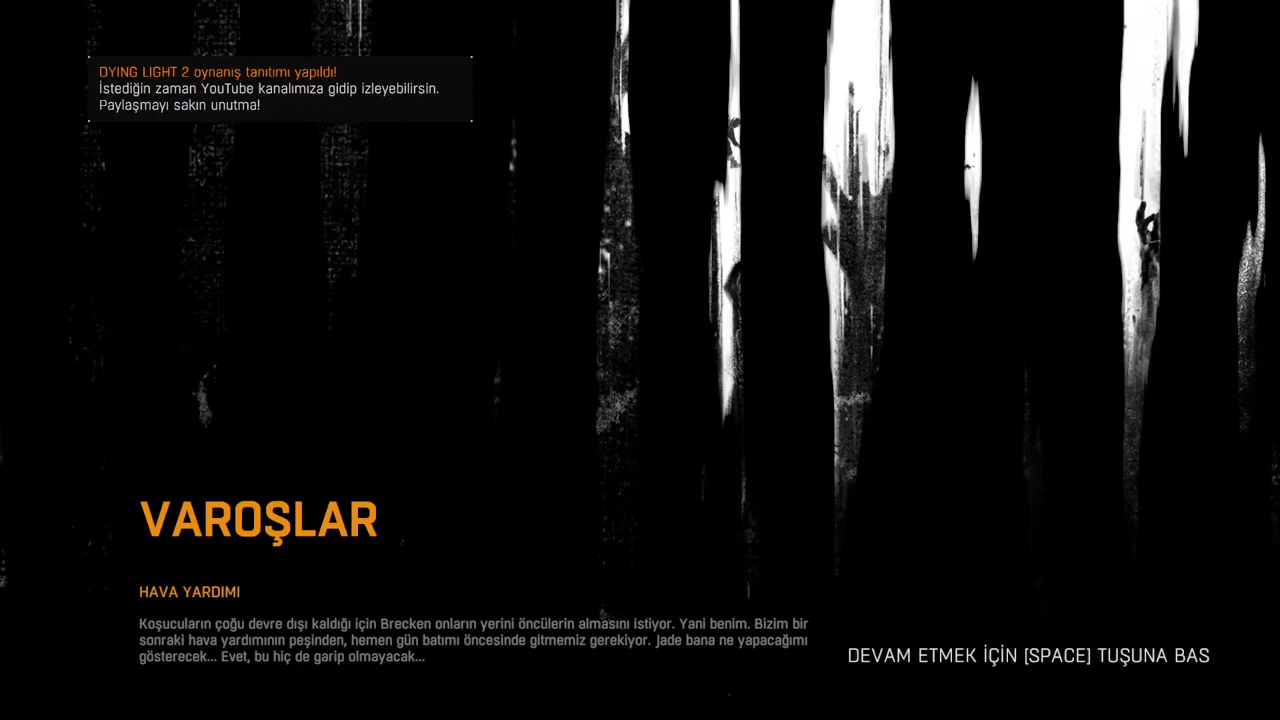 DYING LIGHT 2 oynanış tanıtımı yapıldı!
İstediğin zaman YouTube kanalımıza gidip izleyebilirsin.
Paylaşmayı sakın unutma!
VAROŞLAR
HAVA YARDIMI
Koşucuların çoğu devre dışı kaldığı için Brecken onların yerini öncülerin almasını istiyor. Yani benim. Bizim bir
sonraki hava yardımının peşinden, hemen gün batımı öncesinde gitmemiz gerekiyor. Jade bana ne yapacağımı
gösterecek... Evet, bu hiç de garip olmayacak...
DEVAM ETMEK İÇİN [SPACE] TUŞUNA BAS